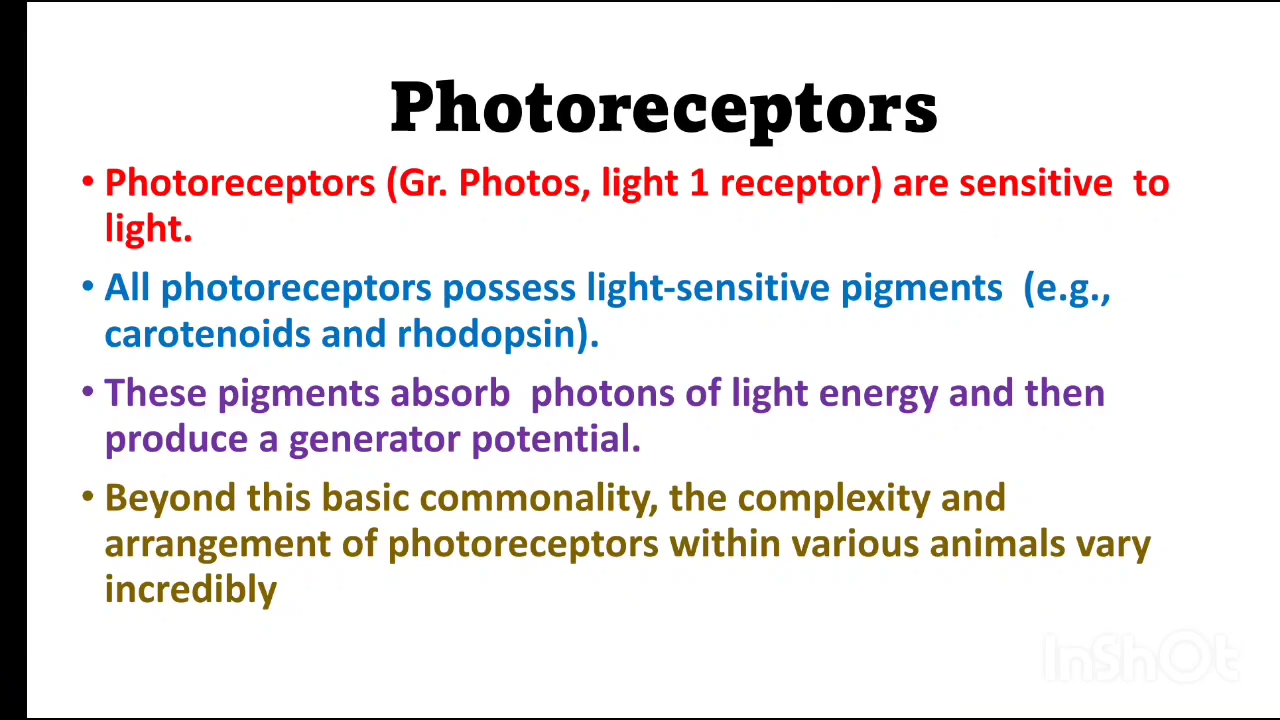 Photoreceptors
• Photoreceptors (Gr. Photos, light 1 receptor) are sensitive to
light.
• All photoreceptors possess light-sensitive pigments (e.g.,
carotenoids and rhodopsin).
• These pigments absorb photons of light energy and then
produce a generator potential.
• Beyond this basic commonality, the complexity and
arrangement of photoreceptors within various animals vary
incredibly
InShOt